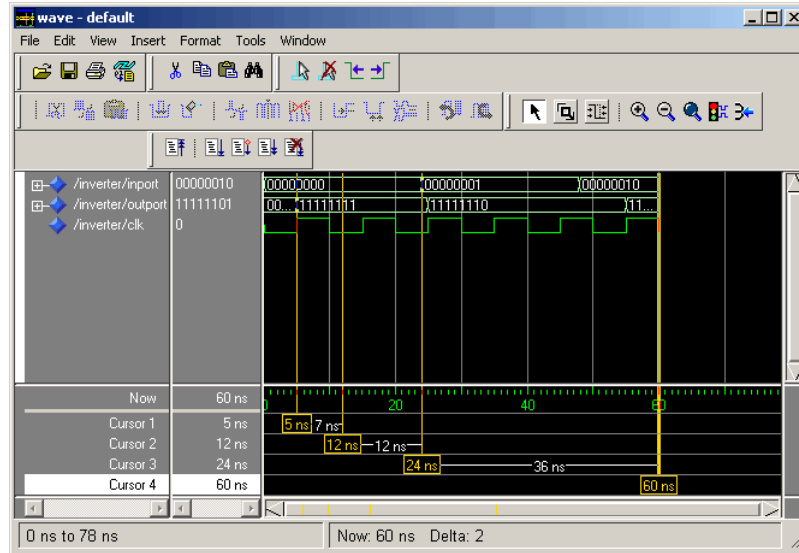 wave - default
File Edit View Insert Format Tools Window
/inverter/inport 00000010 00000000 00000001 00000010
/inverter/outport 11111101 00... 11111111 11111110 11...
/inverter/clk 0
Now 60 ns 0 20 40 60
Cursor 1 5 ns 5 ns 7 ns
Cursor 2 12 ns 12 ns 12 ns
Cursor 3 24 ns 24 ns 36 ns
Cursor 4 60 ns 60 ns
0 ns to 78 ns Now: 60 ns Delta: 2